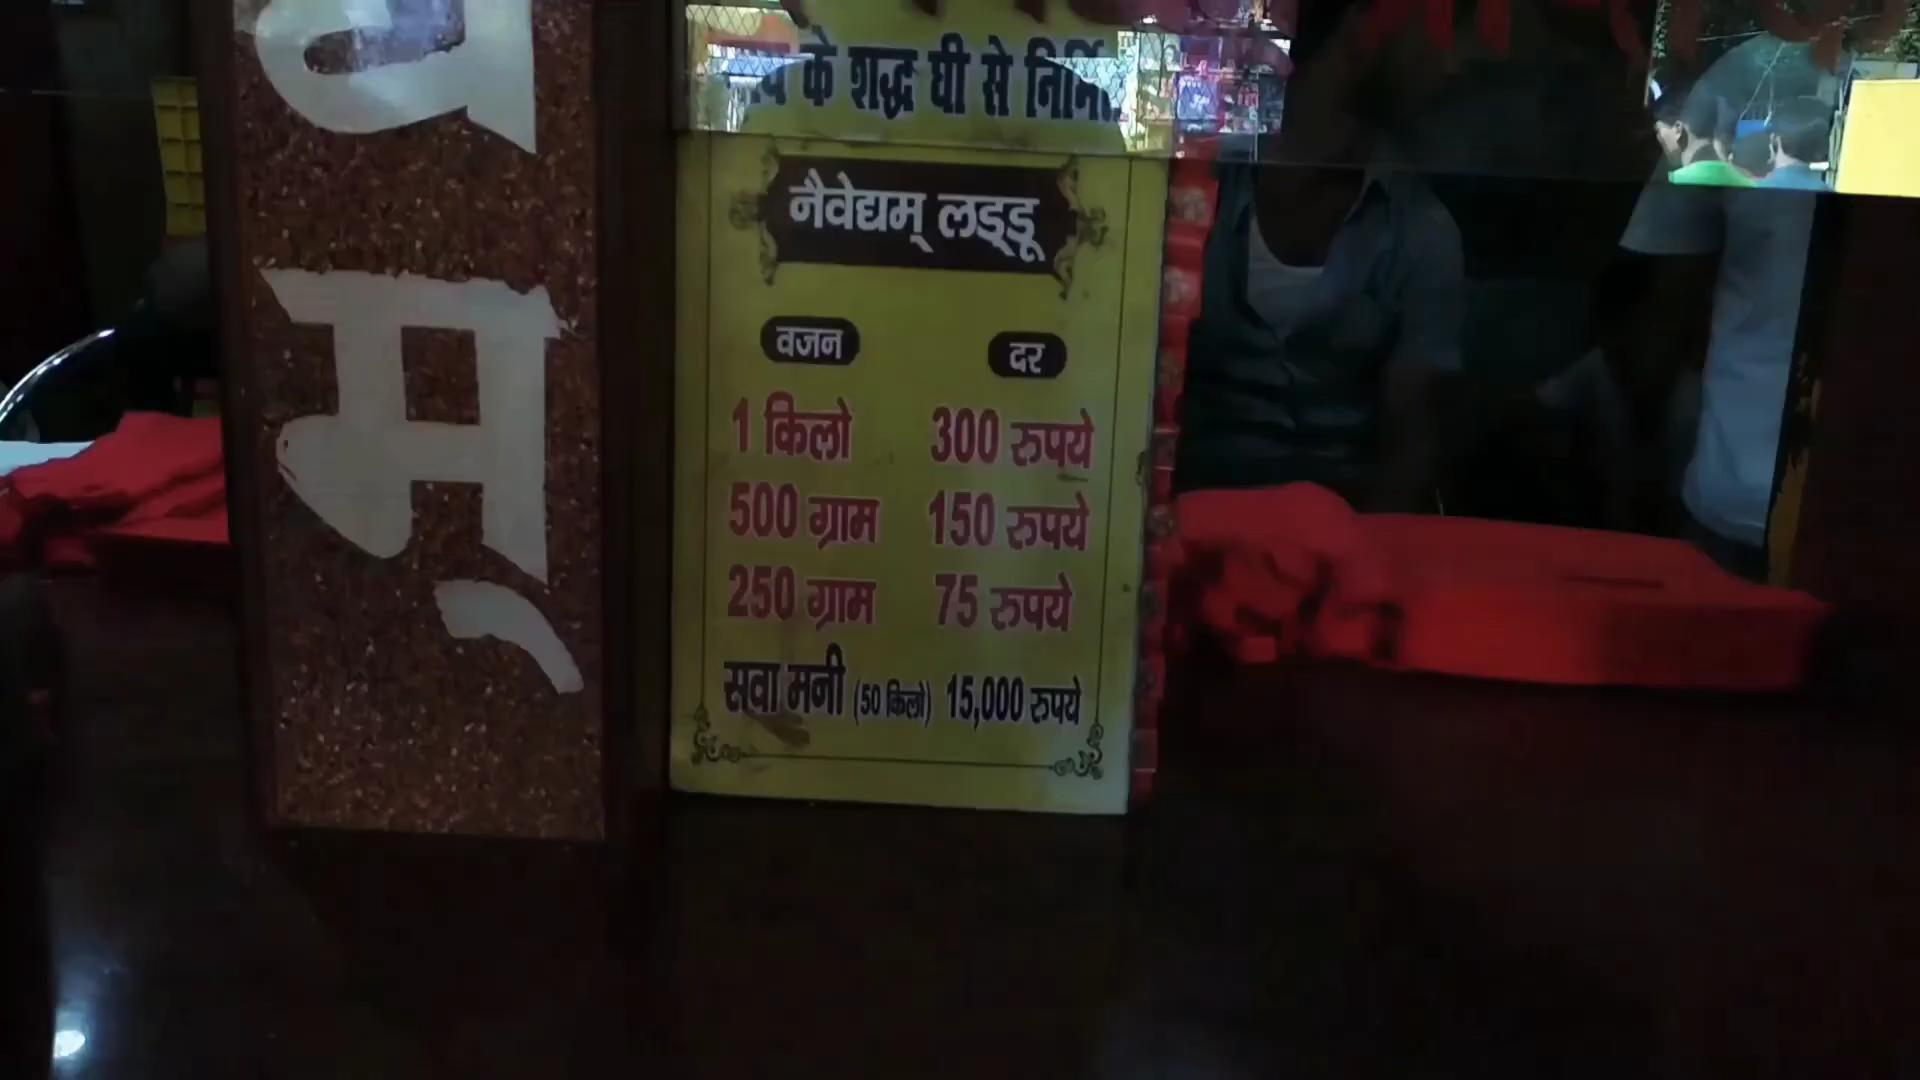 के शद्ध घी से निर्मित
नैवेद्यम् लड्डू
वजन दर
1 किलो 300 रुपये
500 ग्राम 150 रुपये
250 ग्राम 75 रुपये
सवा मनी (50 किलो) 15,000 रुपये
म्